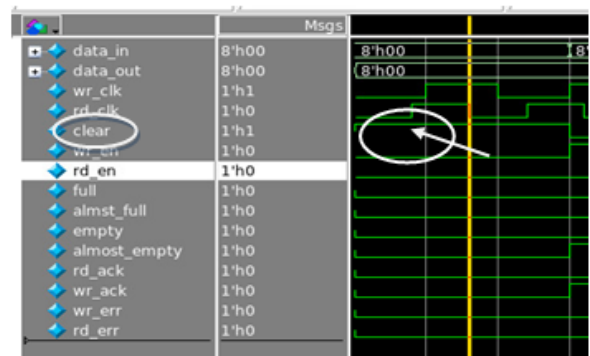 Msgs
data_in 8'h00 8'h00 8'
data_out 8'h00 8'h00
wr_clk 1'h1
rd_clk 1'h0
clear 1'h1
wr_en 1'h0
rd_en 1'h0
full 1'h0
almst_full 1'h0
empty 1'h0
almost_empty 1'h0
rd_ack 1'h0
wr_ack 1'h0
wr_err 1'h0
rd_err 1'h0